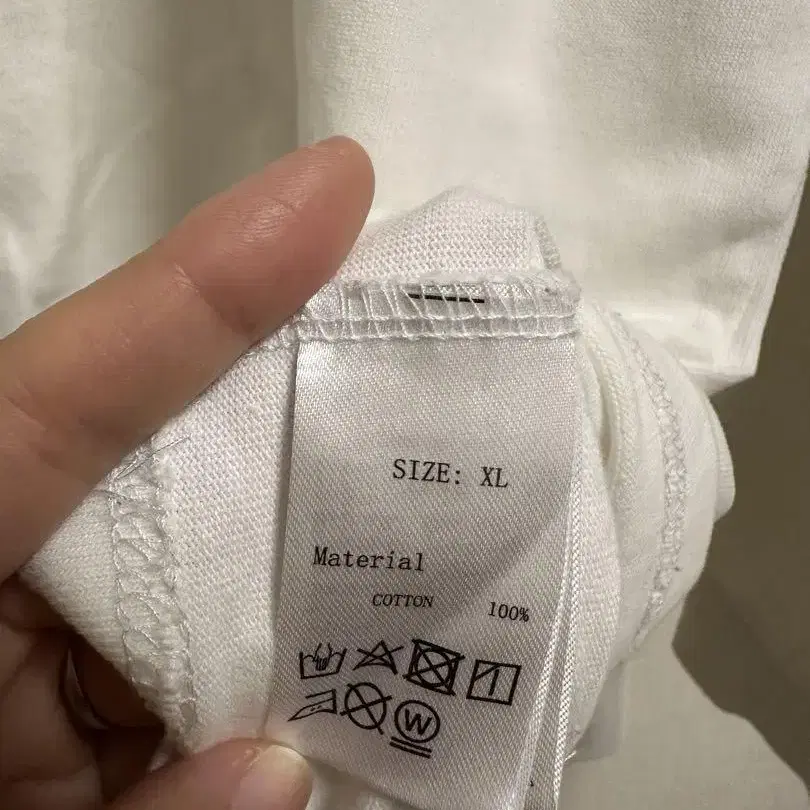 SIZE: XL
Material
COTTON 100%
W